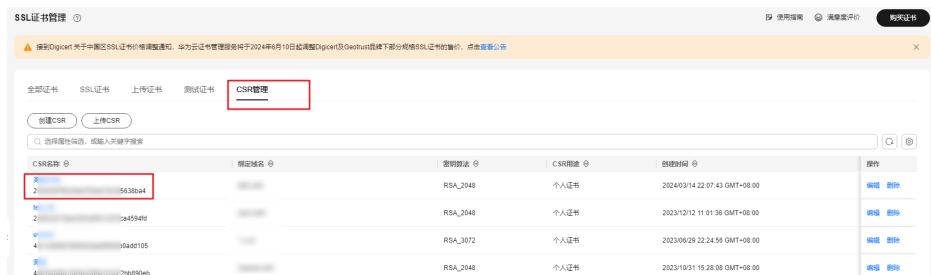 SSL证书管理
使用指南 满意度评价 购买证书
接到Digicert 关于中国区SSL证书价格调整通知，华为云证书管理服务将于2024年6月10日起调整Digicert及Geotrust品牌下部分规格SSL证书的售价，点击查看公告
全部证书 SSL证书 上传证书 测试证书 CSR管理
创建CSR 上传CSR
选择属性筛选，或输入关键字搜索
CSR名称 绑定域名 密钥算法 CSR用途 创建时间 操作
5638ba4 RSA_2048 个人证书 2024/03/14 22:07:43 GMT+08:00 编辑 删除
ca4594fd RSA_2048 个人证书 2023/12/12 11:01:36 GMT+08:00 编辑 删除
0add105 RSA_3072 个人证书 2023/06/29 22:24:56 GMT+08:00 编辑 删除
2bb890eb RSA_2048 个人证书 2023/10/31 15:28:08 GMT+08:00 编辑 删除